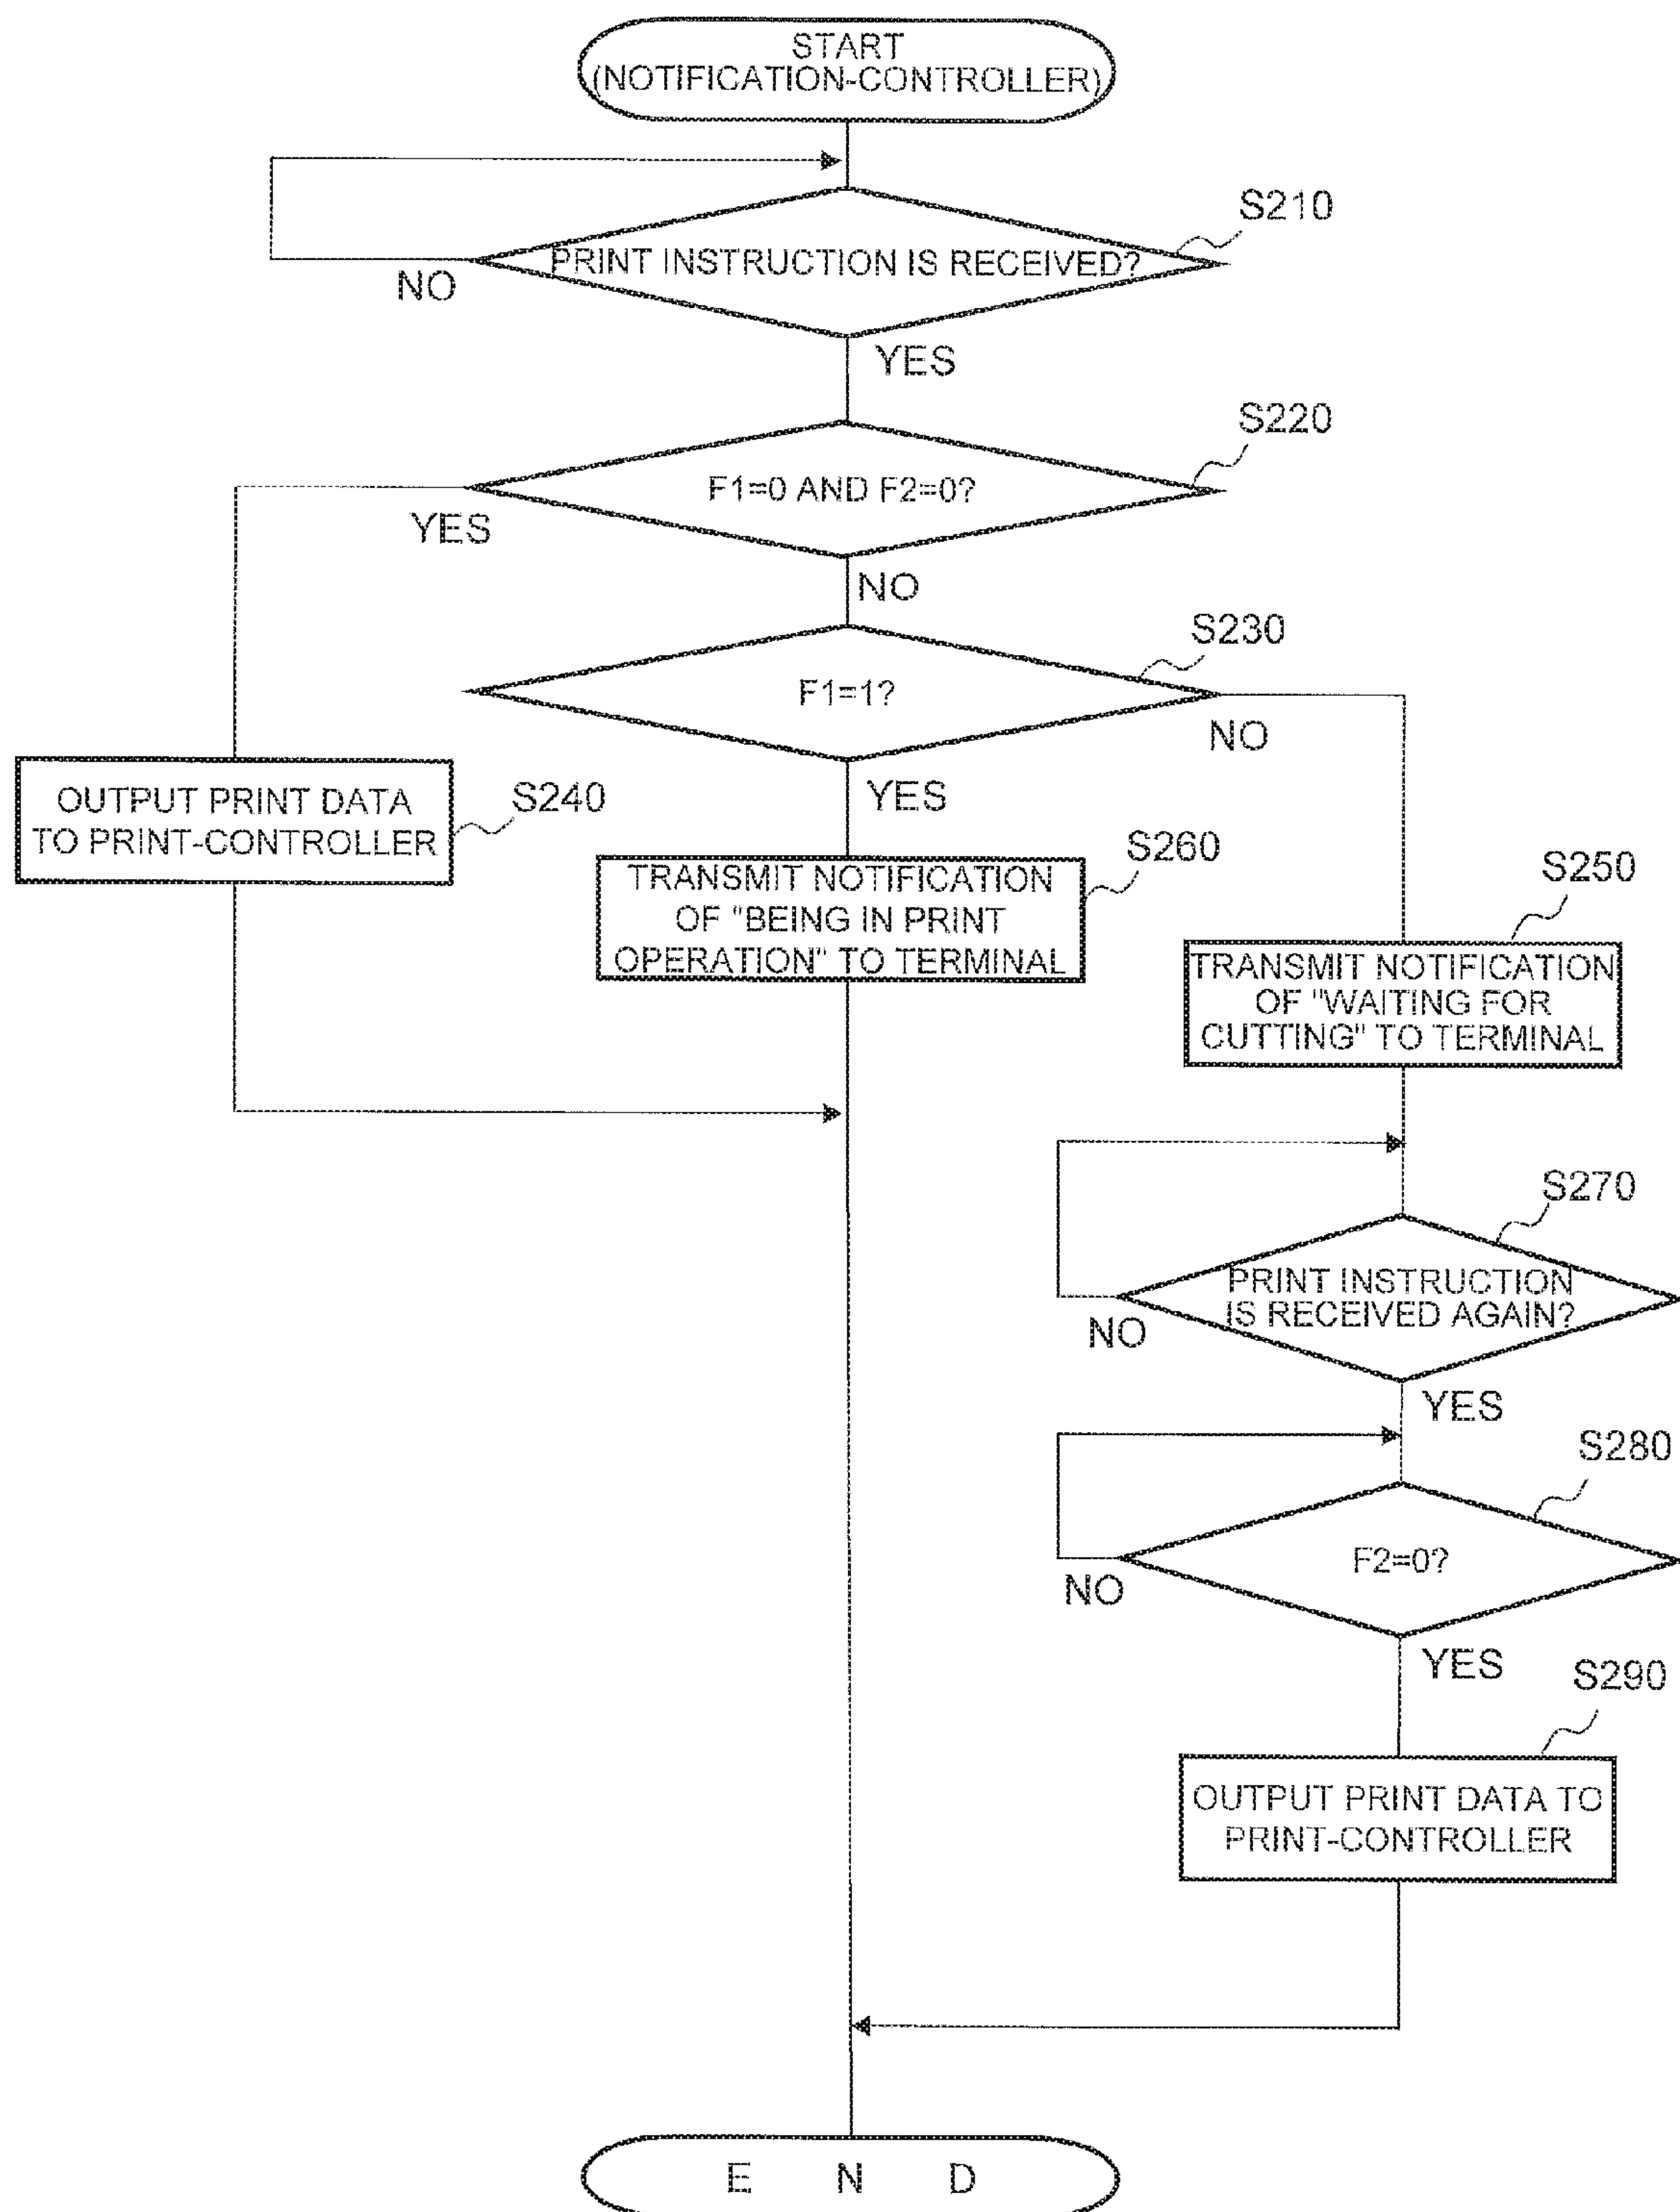 START
(NOTIFICATION-CONTROLLER)
S210
PRINT INSTRUCTION IS RECEIVED?
NO
YES
S220
F1=0 AND F2=0?
YES
NO
S230
F1=1?
NO
YES
OUTPUT PRINT DATA
TO PRINT-CONTROLLER
S240
S260
TRANSMIT NOTIFICATION
OF "BEING IN PRINT
OPERATION" TO TERMINAL
S250
TRANSMIT NOTIFICATION
OF "WAITING FOR
CUTTING" TO TERMINAL
S270
PRINT INSTRUCTION
IS RECEIVED AGAIN?
NO
YES
S280
F2=0?
NO
YES
S290
OUTPUT PRINT DATA TO
PRINT-CONTROLLER
E N D